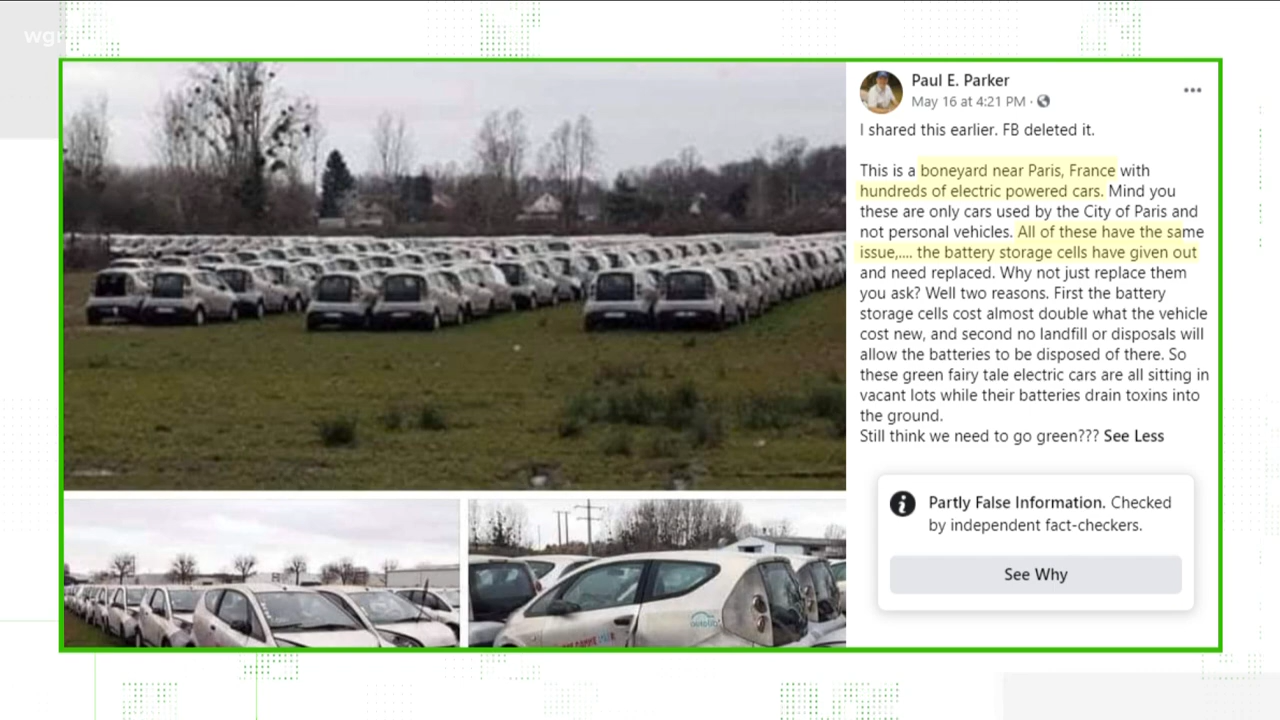 wgr
Paul E. Parker
May 16 at 4:21 PM ·
I shared this earlier. FB deleted it.
This is a boneyard near Paris, France with
hundreds of electric powered cars. Mind you
these are only cars used by the City of Paris and
not personal vehicles. All of these have the same
issue,.... the battery storage cells have given out
and need replaced. Why not just replace them
you ask? Well two reasons. First the battery
storage cells cost almost double what the vehicle
cost new, and second no landfill or disposals will
allow the batteries to be disposed of there. So
these green fairy tale electric cars are all sitting in
vacant lots while their batteries drain toxins into
the ground.
Still think we need to go green??? See Less
Partly False Information. Checked
by independent fact-checkers.
See Why